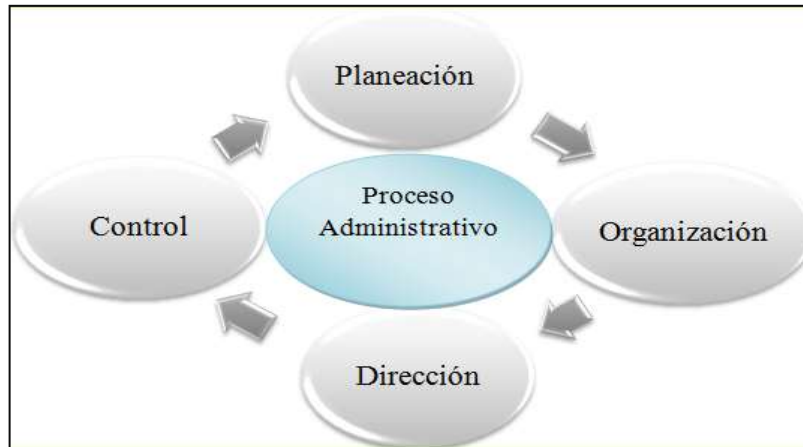 Planeación
Proceso
Administrativo
Control
Organización
Dirección